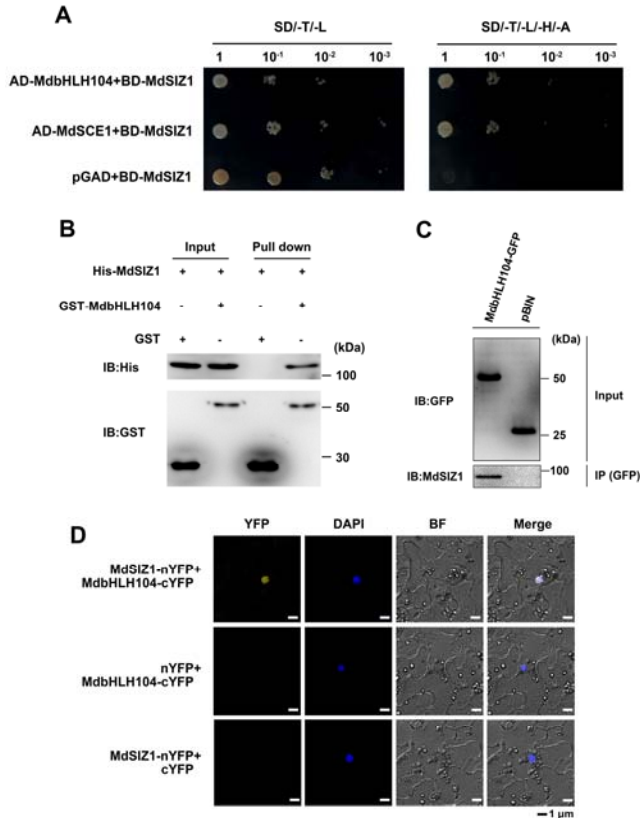 A
SD/-T/-L
SD/-T/-L/-H/-A
1 10-1 10-2 10-3
1 10-1 10-2 10-3
AD-MdbHLH104+BD-MdSIZ1
AD-MdSCE1+BD-MdSIZ1
pGAD+BD-MdSIZ1
B
Input Pull down
His-MdSIZ1 + + + +
GST-MdbHLH104 - + - +
GST + - + -
(kDa)
IB:His
100
50
IB:GST
30
C
MdbHLH104-GFP
pBIN
(kDa)
50
IB:GFP
Input
25
100
IB:MdSIZ1
IP (GFP)
D
YFP DAPI BF Merge
MdSIZ1-nYFP+
MdbHLH104-cYFP
nYFP+
MdbHLH104-cYFP
MdSIZ1-nYFP+
cYFP
1 μm